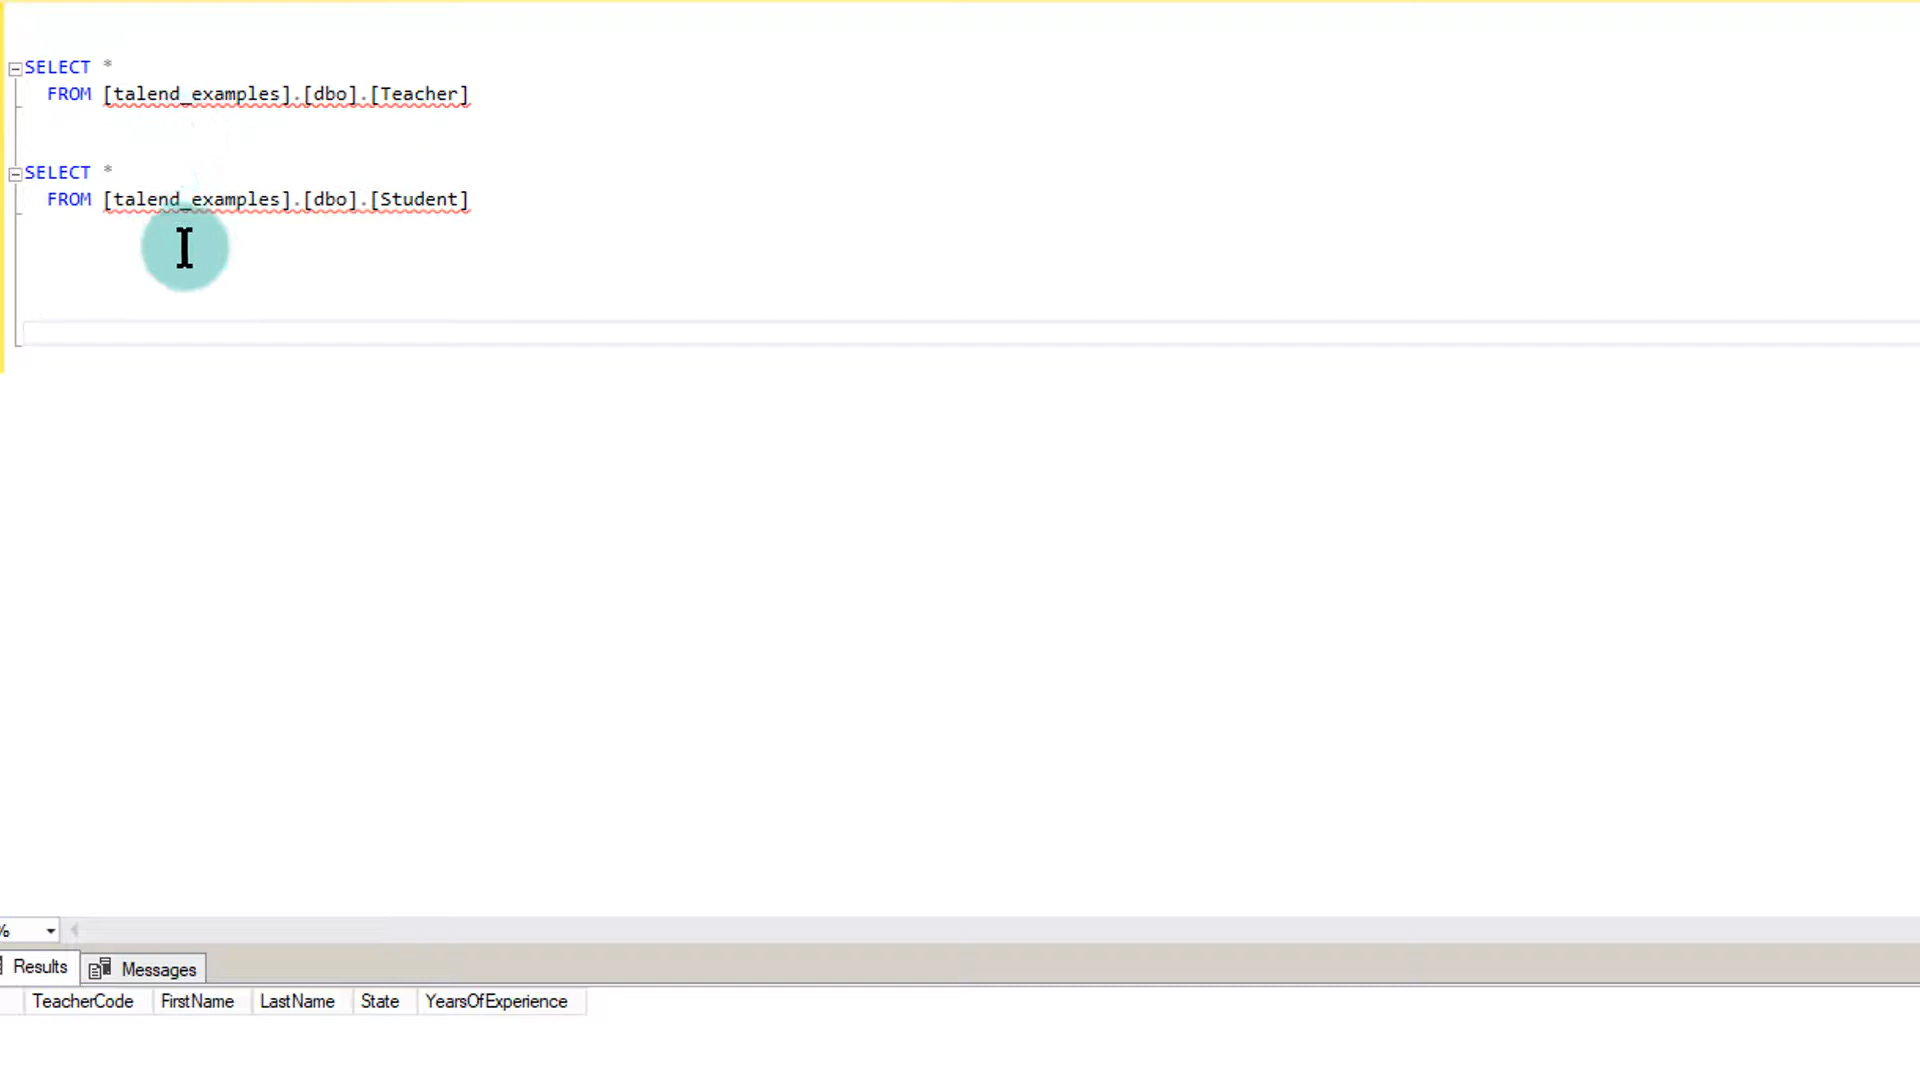 SELECT *
FROM [talend_examples].[dbo].[Teacher]
SELECT *
FROM [talend_examples].[dbo].[Student]
%
Results Messages
TeacherCode FirstName LastName State YearsOfExperience